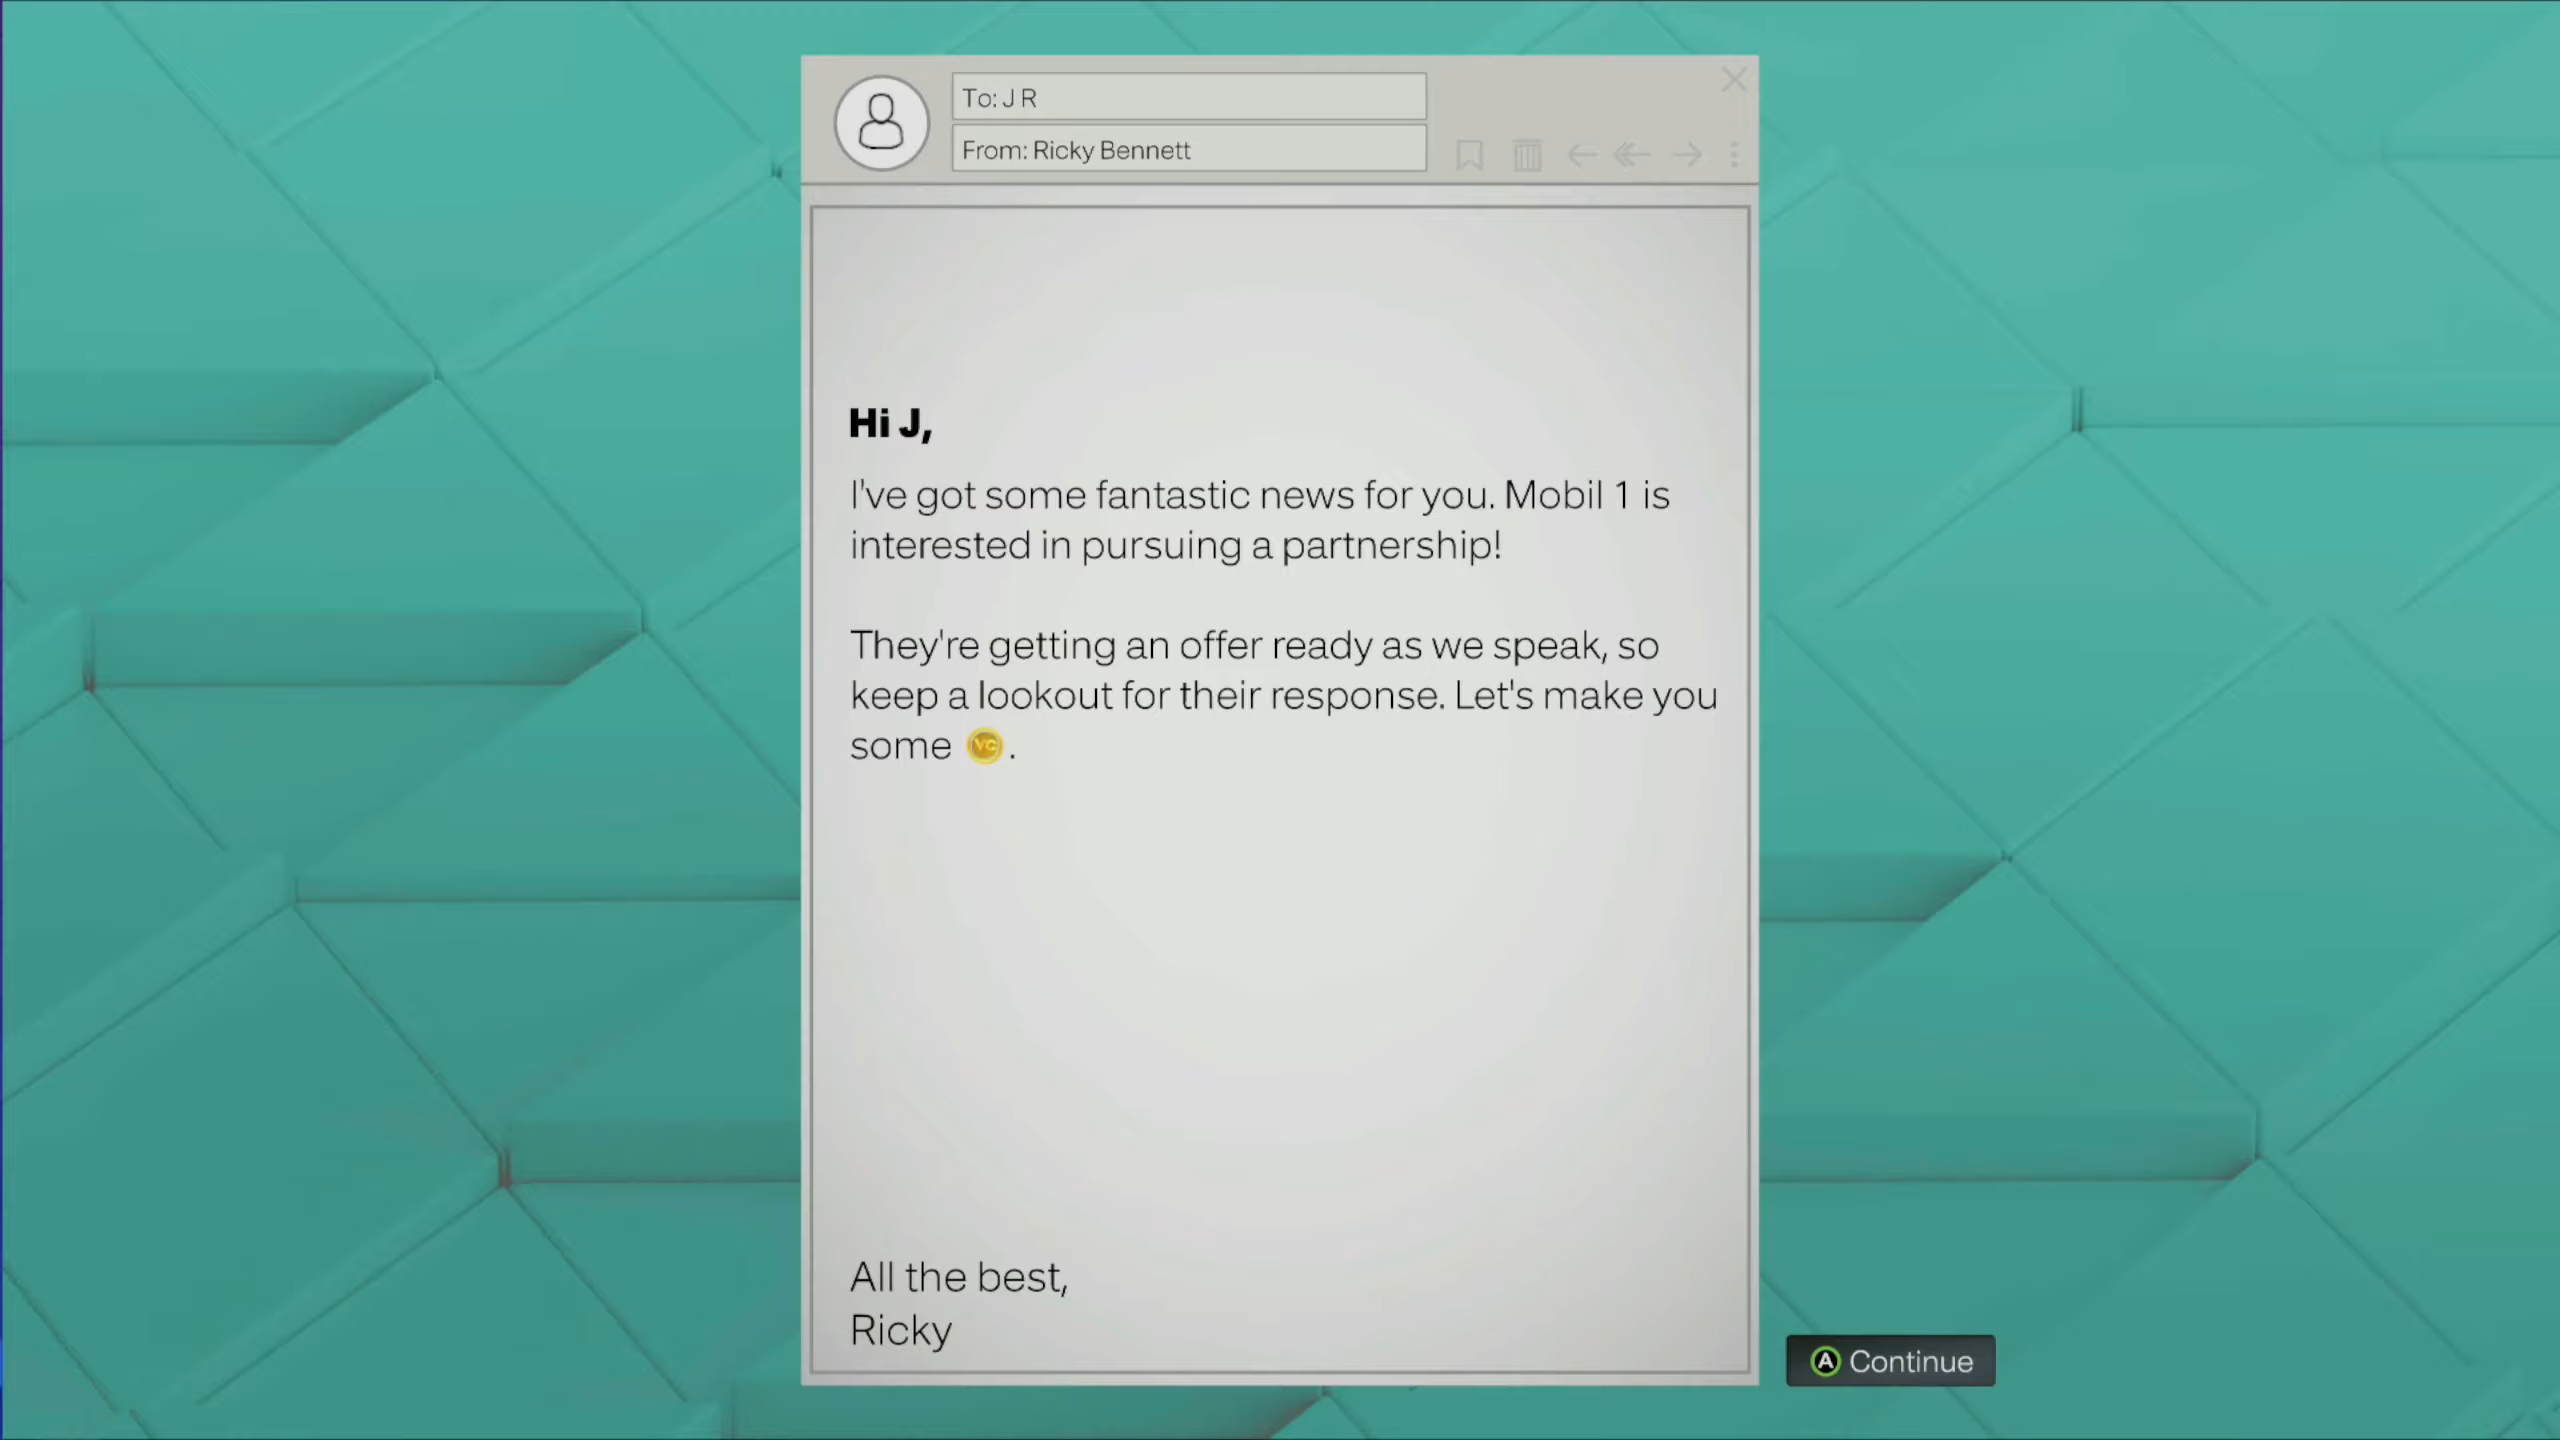 To: J R
From: Ricky Bennett
Hi J,
I've got some fantastic news for you. Mobil 1 is
interested in pursuing a partnership!
They're getting an offer ready as we speak, so
keep a lookout for their response. Let's make you
some VC.
All the best,
Ricky
A Continue